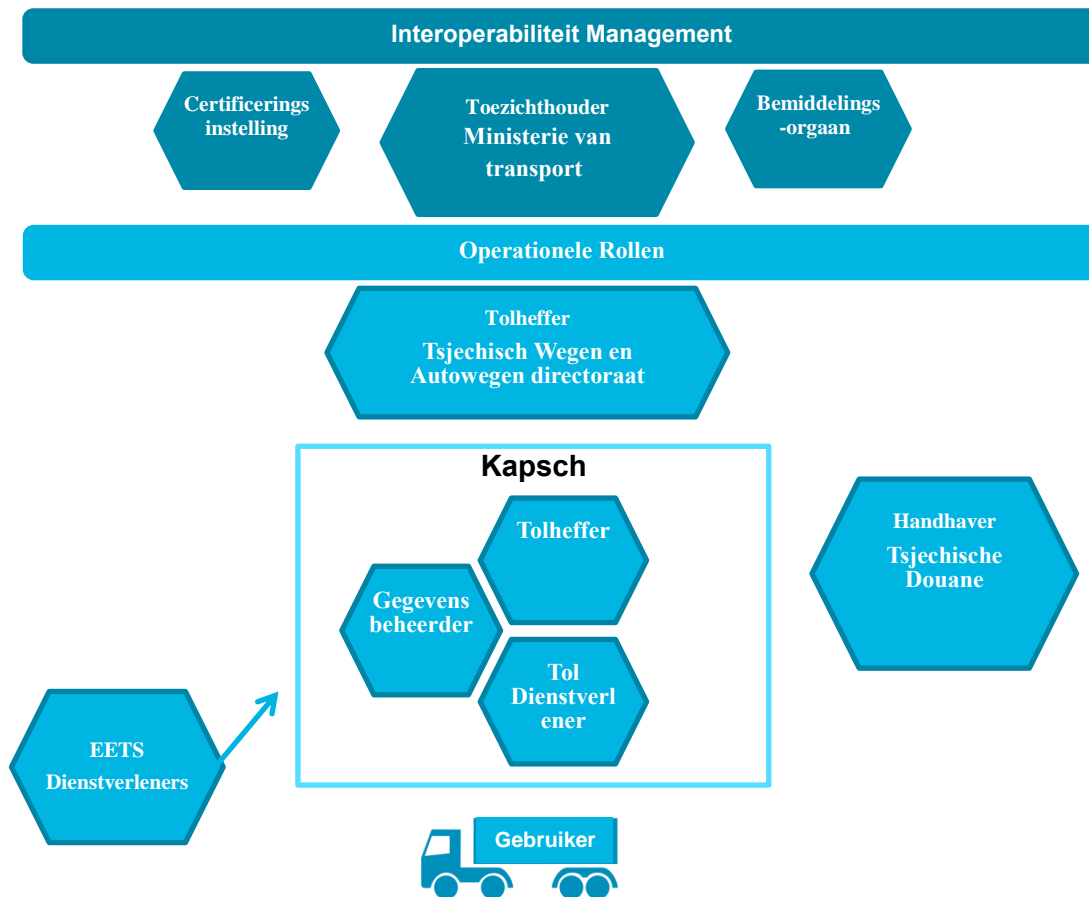 Interoperabiliteit Management
Certificerings
instelling
Toezichthouder
Ministerie van
transport
Bemiddelings
-orgaan
Operationele Rollen
Tolheffer
Tsjechisch Wegen en
Autowegen directoraat
Kapsch
Tolheffer
Gegevens
beheerder
Tol
Dienstverl
ener
Handhaver
Tsjechische
Douane
EETS
Dienstverleners
Gebruiker